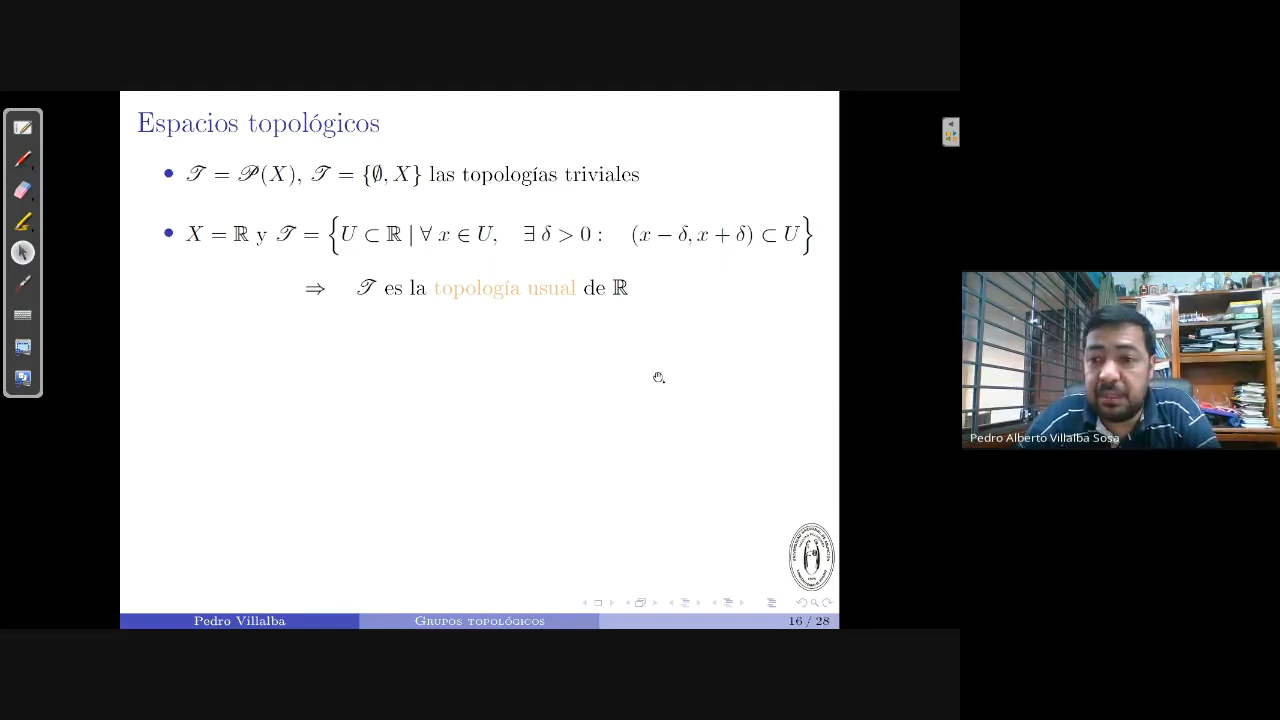 Espacios topológicos
• 𝒯 = 𝒫(X), 𝒯 = {∅, X} las topologías triviales
• X = ℝ y 𝒯 = {U ⊂ ℝ | ∀ x ∈ U, ∃ δ > 0 : (x − δ, x + δ) ⊂ U}
⇒ 𝒯 es la topología usual de ℝ
Pedro Alberto Villalba Sosa
Pedro Villalba
Grupos topológicos
16 / 28